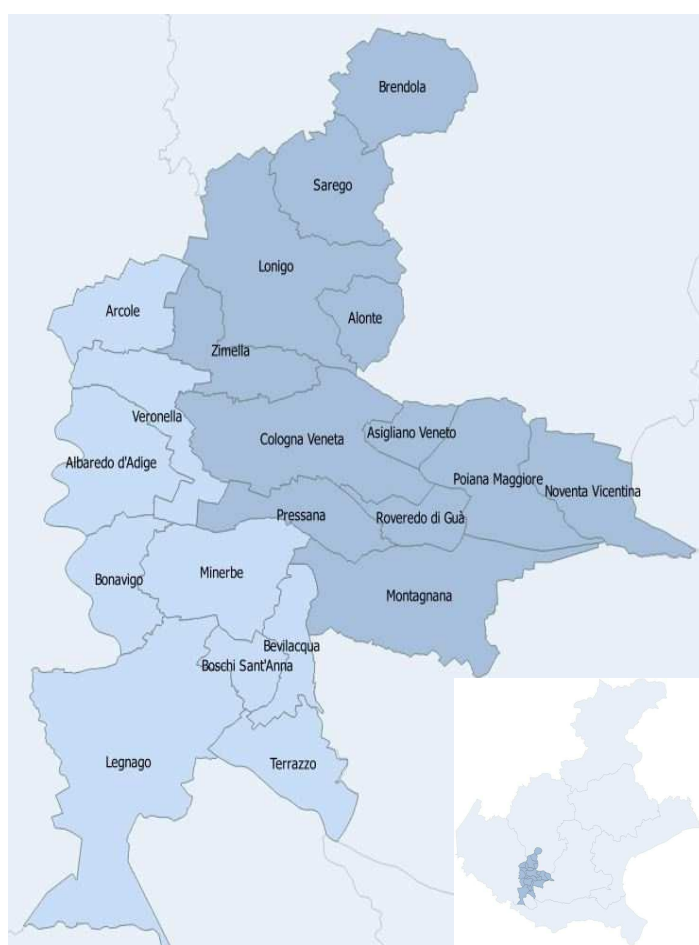 Brendola
Sarego
Lonigo
Arcole
Alonte
Zimella
Veronella
Asigliano Veneto
Cologna Veneta
Albaredo d'Adige
Poiana Maggiore
Noventa Vicentina
Pressana
Roveredo di Guà
Minerbe
Bonavigo
Montagnana
Bevilacqua
Boschi Sant'Anna
Legnago
Terrazzo